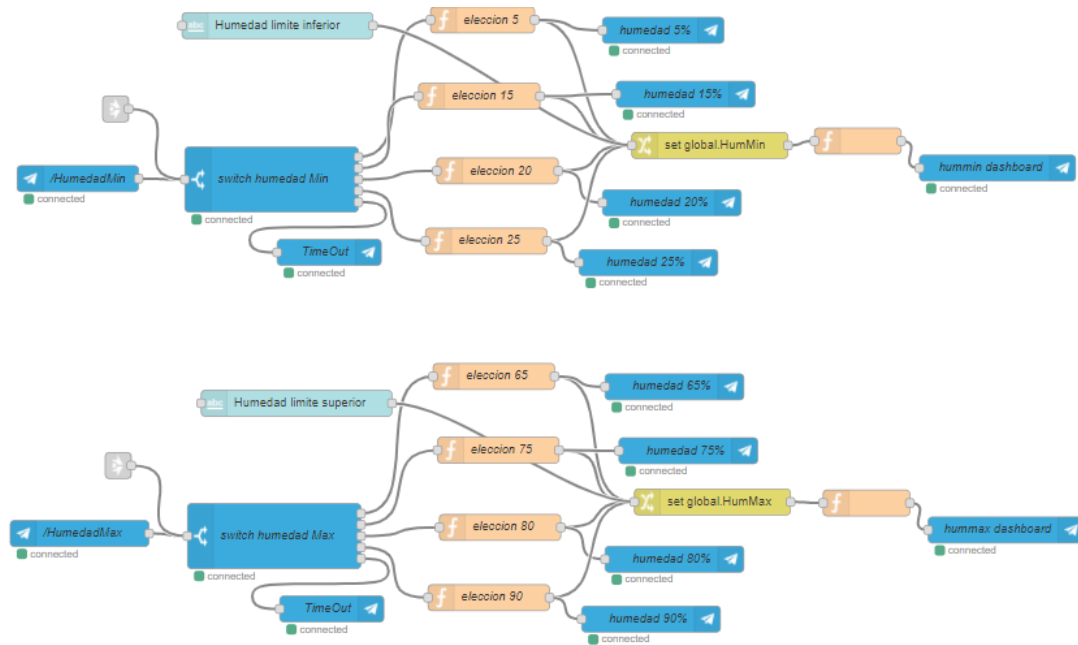 Humedad limite inferior
eleccion 5
humedad 5%
connected
eleccion 15
humedad 15%
connected
set global.HumMin
/HumedadMin
connected
switch humedad Min
connected
eleccion 20
hummin dashboard
connected
humedad 20%
connected
TimeOut
connected
eleccion 25
humedad 25%
connected
Humedad limite superior
eleccion 65
humedad 65%
connected
eleccion 75
humedad 75%
connected
set global.HumMax
/HumedadMax
connected
switch humedad Max
connected
eleccion 80
hummax dashboard
connected
humedad 80%
connected
TimeOut
connected
eleccion 90
humedad 90%
connected